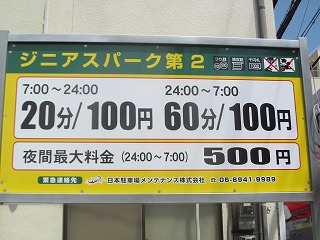 ジニアスパーク第2
7:00～24:00 24:00～7:00
20分/100円 60分/100円
夜間最大料金 (24:00～7:00) 500円
緊急連絡先 日本駐車場メンテナンス株式会社 06-6941-9999